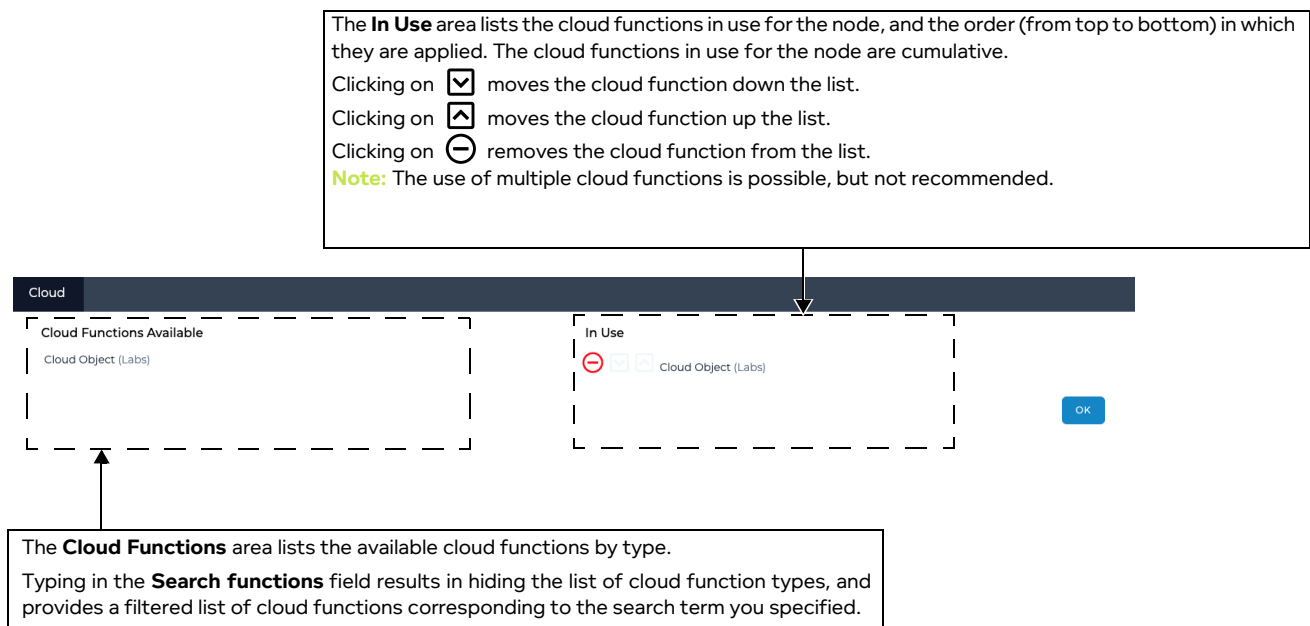 The In Use area lists the cloud functions in use for the node, and the order (from top to bottom) in which
they are applied. The cloud functions in use for the node are cumulative.
Clicking on moves the cloud function down the list.
Clicking on moves the cloud function up the list.
Clicking on removes the cloud function from the list.
Note: The use of multiple cloud functions is possible, but not recommended.
Cloud
Cloud Functions Available
Cloud Object (Labs)
In Use
Cloud Object (Labs)
OK
The Cloud Functions area lists the available cloud functions by type.
Typing in the Search functions field results in hiding the list of cloud function types, and
provides a filtered list of cloud functions corresponding to the search term you specified.